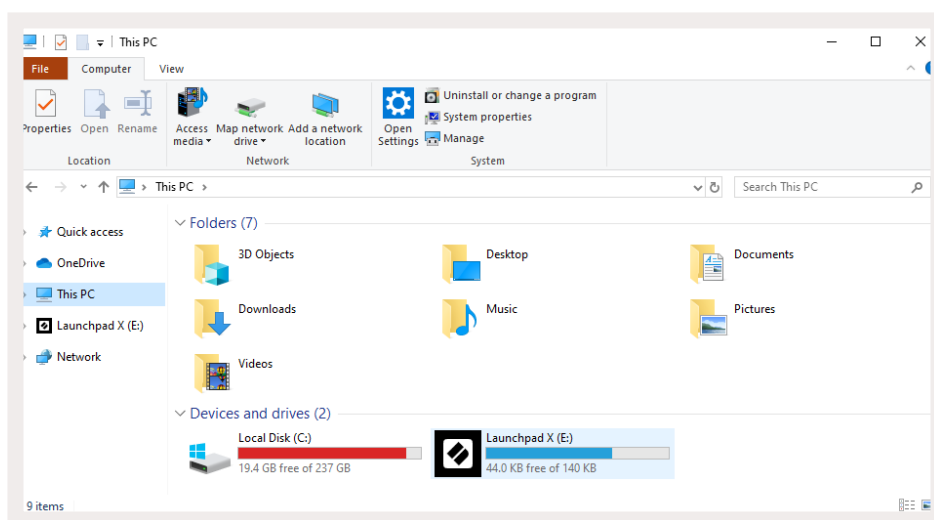 This PC
File Computer View
Properties Open Rename Access media Map network drive Add a network location Open Settings Uninstall or change a program
System properties
Manage
Location Network System
This PC Search This PC
Quick access
OneDrive
This PC
Launchpad X (E:)
Network
Folders (7)
3D Objects Desktop Documents
Downloads Music Pictures
Videos
Devices and drives (2)
Local Disk (C:) Launchpad X (E:)
19.4 GB free of 237 GB 44.0 KB free of 140 KB
9 items